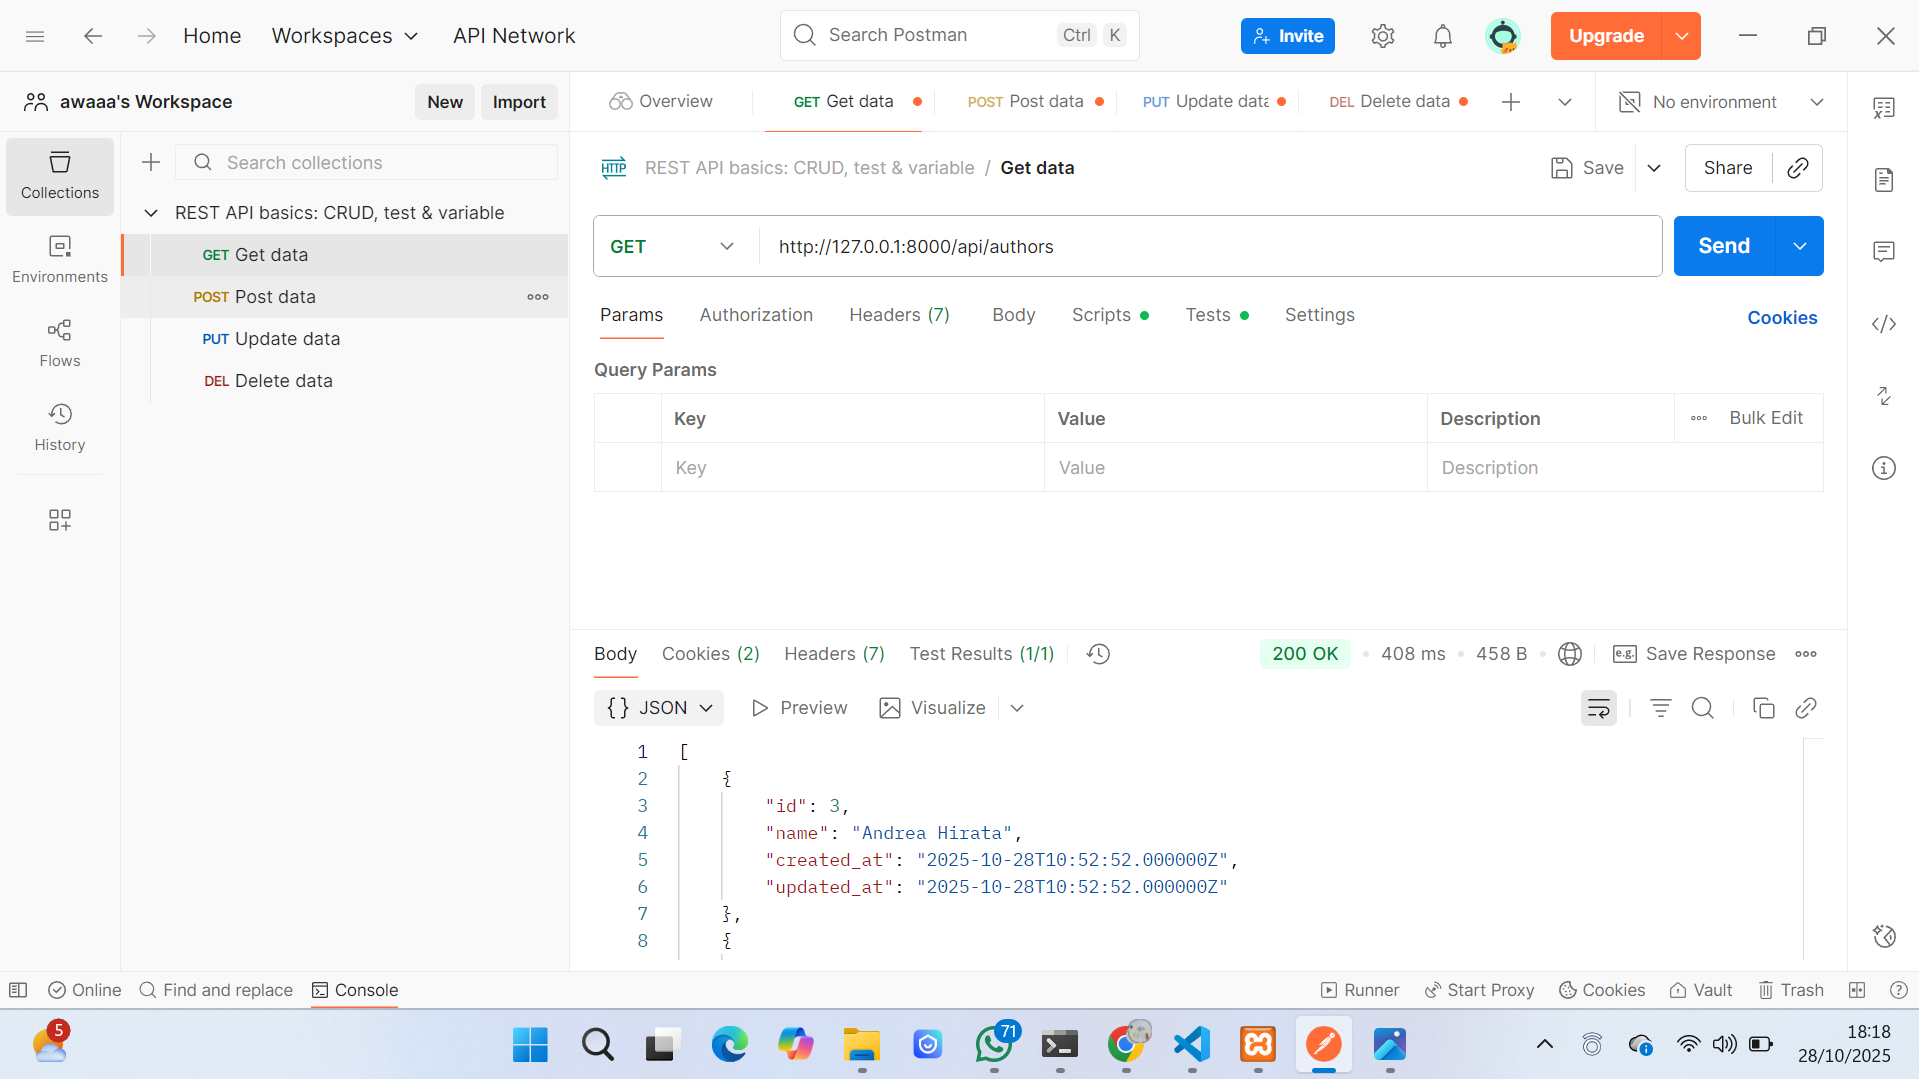 Home
Workspaces
API Network
Search Postman
Ctrl K
Invite
Upgrade
awaaa's Workspace
New
Import
Overview
GET Get data
POST Post data
PUT Update data
DEL Delete data
No environment
Collections
Environments
Flows
History
Search collections
REST API basics: CRUD, test & variable
GET Get data
POST Post data
PUT Update data
DEL Delete data
HTTP
REST API basics: CRUD, test & variable / Get data
Save
Share
GET
http://127.0.0.1:8000/api/authors
Send
Params
Authorization
Headers (7)
Body
Scripts
Tests
Settings
Cookies
Query Params
Key Value Description Bulk Edit
Key Value Description
Body
Cookies (2)
Headers (7)
Test Results (1/1)
200 OK
408 ms
458 B
e.g.
Save Response
{} JSON
Preview
Visualize
1 [
2 {
3 "id": 3,
4 "name": "Andrea Hirata",
5 "created_at": "2025-10-28T10:52:52.000000Z",
6 "updated_at": "2025-10-28T10:52:52.000000Z"
7 },
8 {
Online
Find and replace
Console
Runner
Start Proxy
Cookies
Vault
Trash
5
71
18:18
28/10/2025